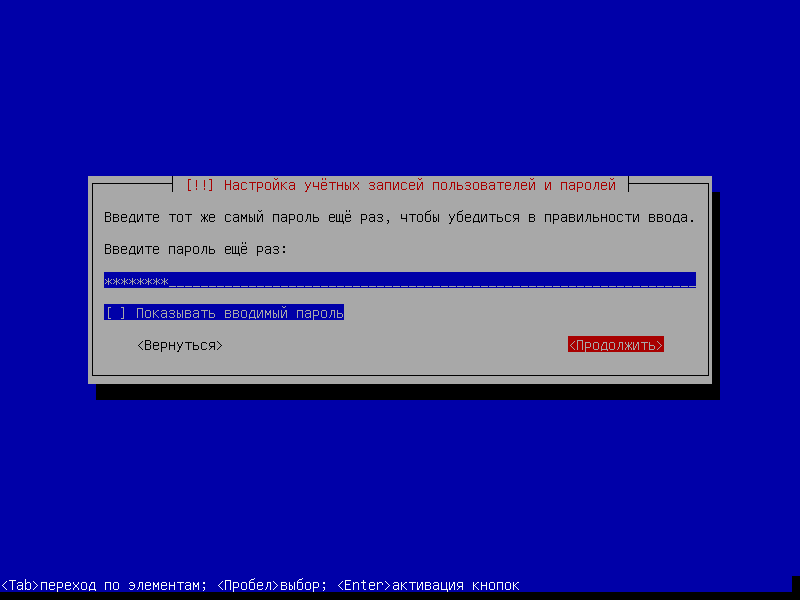 [!!] Настройка учётных записей пользователей и паролей
Введите тот же самый пароль ещё раз, чтобы убедиться в правильности ввода.
Введите пароль ещё раз:
********
[ ] Показывать вводимый пароль
<Вернуться> <Продолжить>
<Tab>переход по элементам; <Пробел>выбор; <Enter>активация кнопок